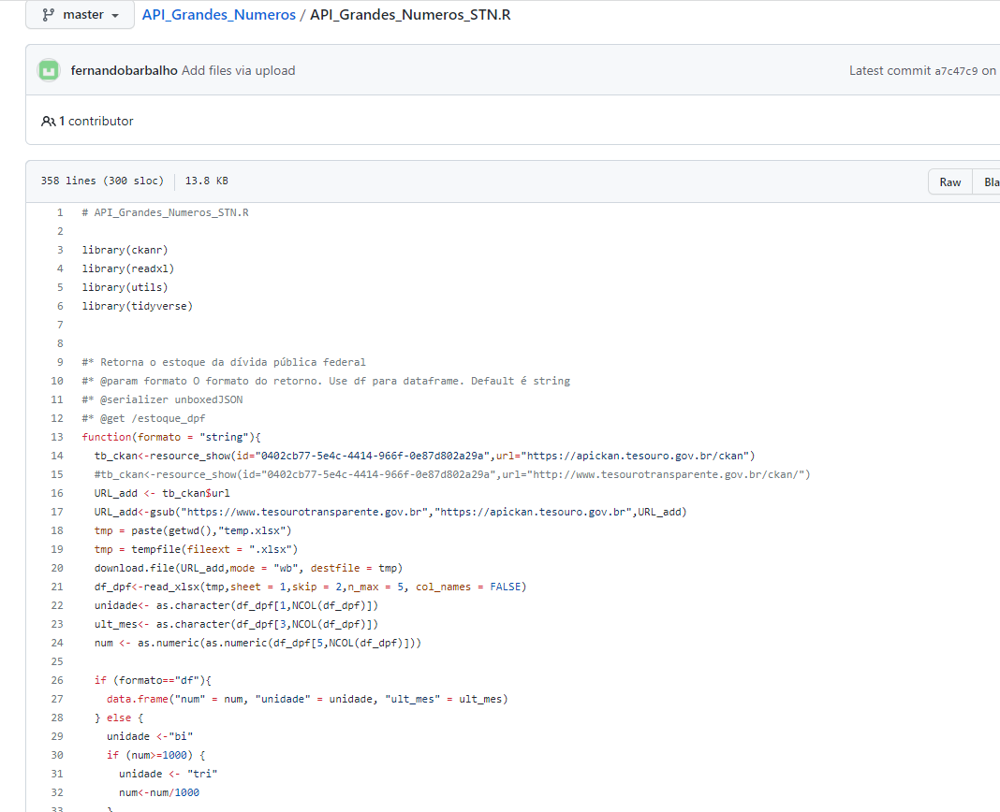 master API_Grandes_Numeros / API_Grandes_Numeros_STN.R
fernandobarbalho Add files via upload Latest commit a7c47c9 on
1 contributor
358 lines (300 sloc) 13.8 KB Raw Bla
1 # API_Grandes_Numeros_STN.R
2
3 library(ckanr)
4 library(readxl)
5 library(utils)
6 library(tidyverse)
7
8
9 #* Retorna o estoque da dívida pública federal
10 #* @param formato O formato do retorno. Use df para dataframe. Default é string
11 #* @serializer unboxedJSON
12 #* @get /estoque_dpf
13 function(formato = "string"){
14 tb_ckan<-resource_show(id="0402cb77-5e4c-4414-966f-0e87d802a29a",url="https://apickan.tesouro.gov.br/ckan")
15 #tb_ckan<-resource_show(id="0402cb77-5e4c-4414-966f-0e87d802a29a",url="http://www.tesourotransparente.gov.br/ckan/")
16 URL_add <- tb_ckan$url
17 URL_add<-gsub("https://www.tesourotransparente.gov.br","https://apickan.tesouro.gov.br",URL_add)
18 tmp = paste(getwd(),"temp.xlsx")
19 tmp = tempfile(fileext = ".xlsx")
20 download.file(URL_add,mode = "wb", destfile = tmp)
21 df_dpf<-read_xlsx(tmp,sheet = 1,skip = 2,n_max = 5, col_names = FALSE)
22 unidade<- as.character(df_dpf[1,NCOL(df_dpf)])
23 ult_mes<- as.character(df_dpf[3,NCOL(df_dpf)])
24 num <- as.numeric(as.numeric(df_dpf[5,NCOL(df_dpf)]))
25
26 if (formato=="df"){
27 data.frame("num" = num, "unidade" = unidade, "ult_mes" = ult_mes)
28 } else {
29 unidade <-"bi"
30 if (num>=1000) {
31 unidade <- "tri"
32 num<-num/1000
33 }